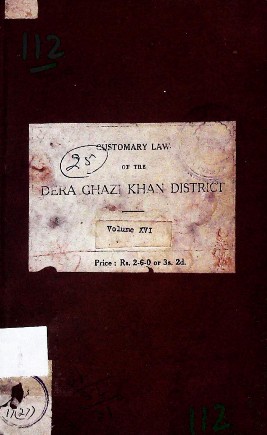 112
25
CUSTOMARY LAW
OF THE
DERA GHAZI KHAN DISTRICT
Volume XVI
Price : Rs. 2-6-0 or 3s. 2d.
112